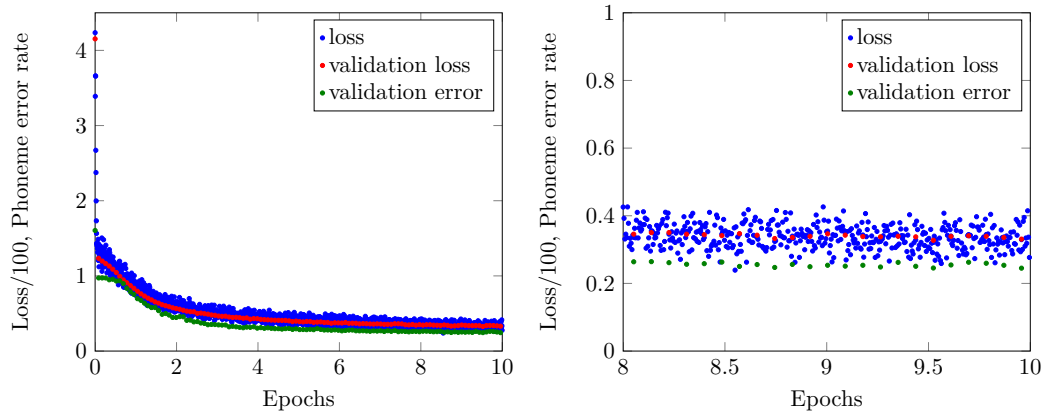 Loss/100, Phoneme error rate
4
3
2
1
0
0
2
4
6
8
10
Epochs
loss
validation loss
validation error
Loss/100, Phoneme error rate
1
0.8
0.6
0.4
0.2
0
8
8.5
9
9.5
10
Epochs
loss
validation loss
validation error